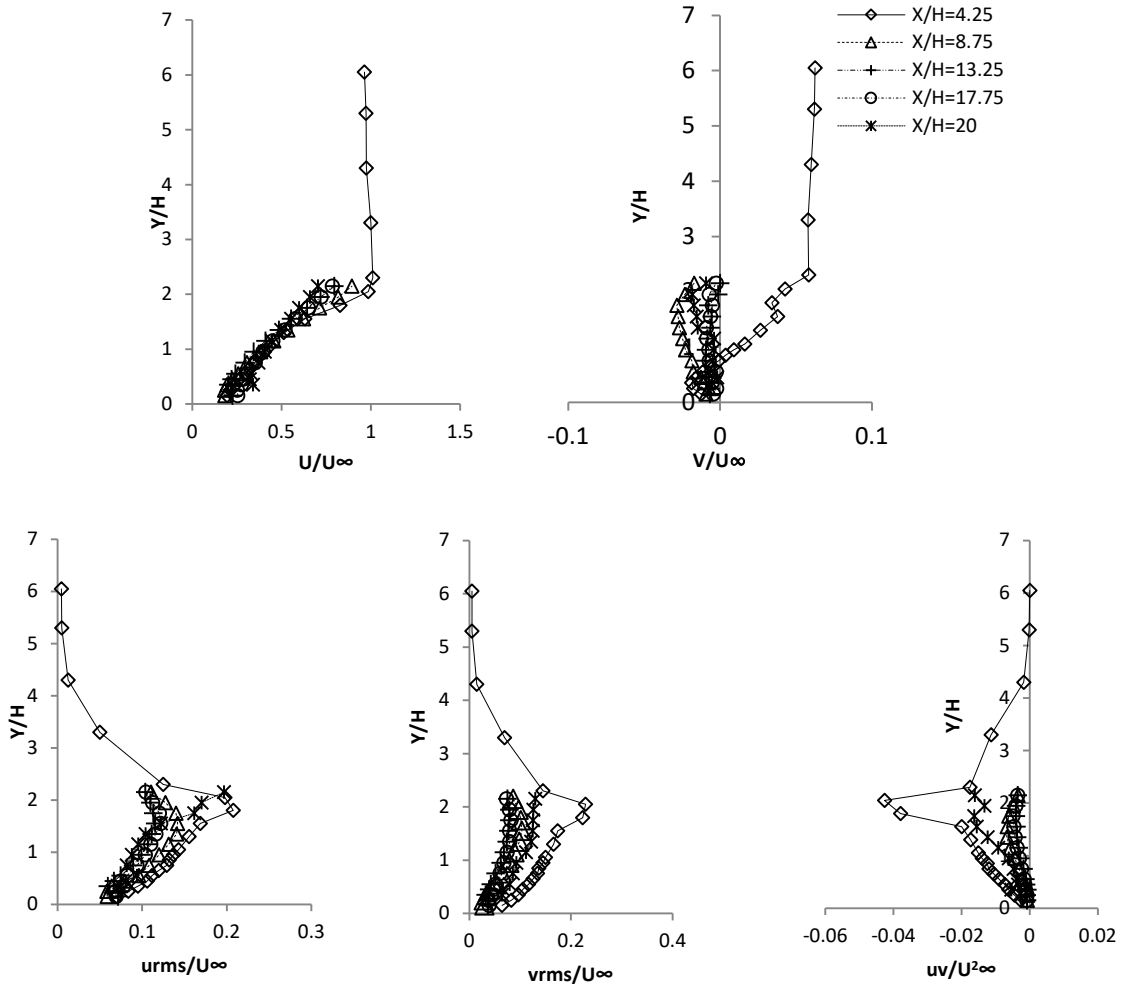 7
6
5
4
3
2
1
0
Y/H
0 0.5 1 1.5
U/U∞
7
6
5
4
3
2
1
0
Y/H
-0.1 0 0.1
V/U∞
X/H=4.25
X/H=8.75
X/H=13.25
X/H=17.75
X/H=20
7
6
5
4
3
2
1
0
Y/H
0 0.1 0.2 0.3
urms/U∞
7
6
5
4
3
2
1
0
Y/H
0 0.2 0.4
vrms/U∞
7
6
5
4
3
2
1
0
Y/H
-0.06 -0.04 -0.02 0 0.02
uv/U²∞